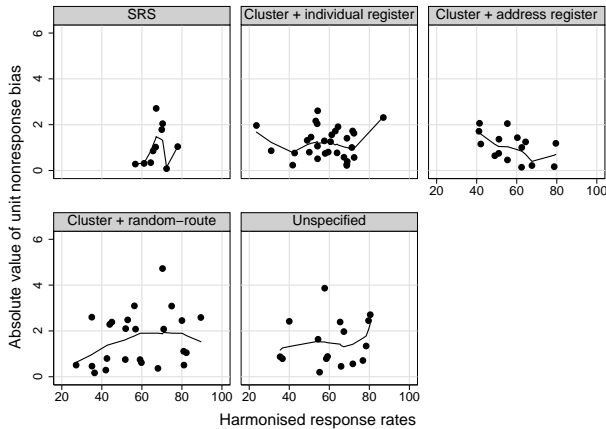 SRS
Cluster + individual register
Cluster + address register
6
4
2
0
20 40 60 80 100
Cluster + random−route
Unspecified
6
4
2
0
20 40 60 80 100
20 40 60 80 100
Absolute value of unit nonresponse bias
Harmonised response rates